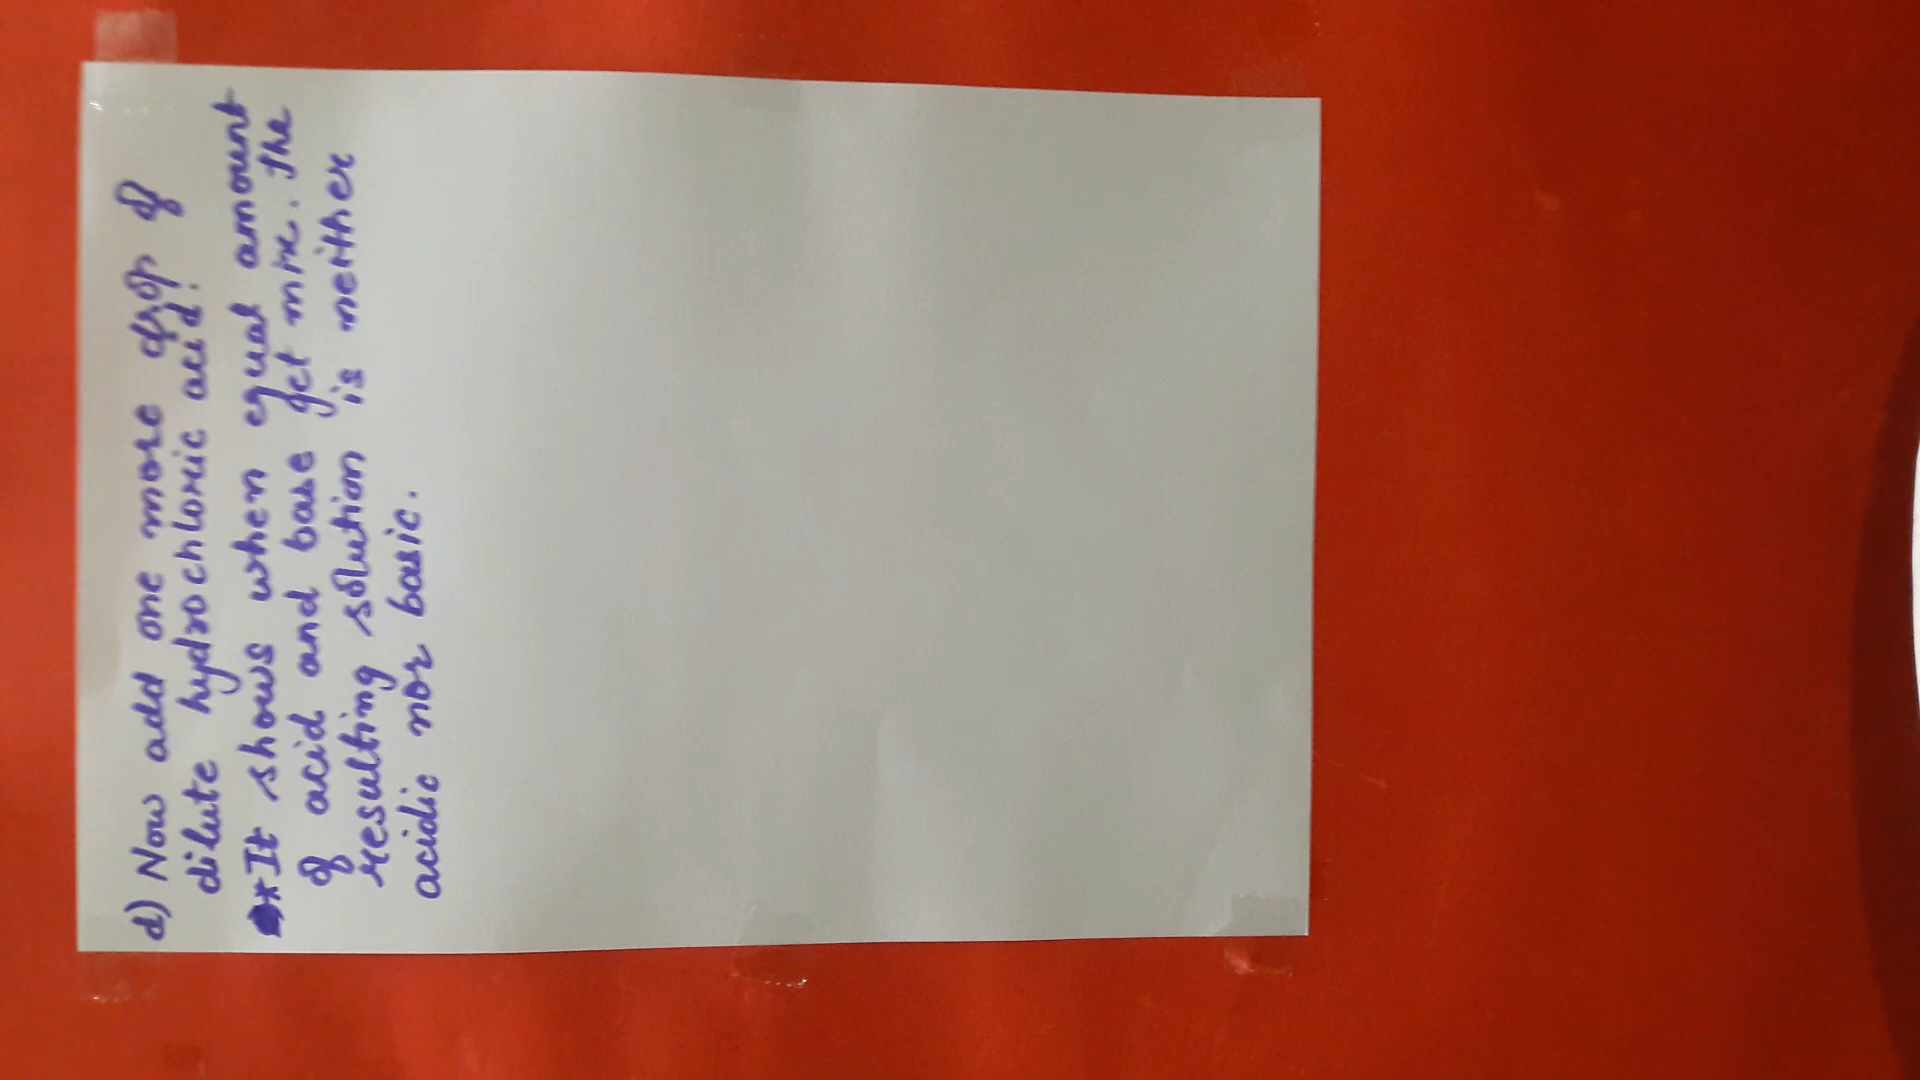 d) Now add one more drop of
dilute hydrochloric acid.
* It shows when equal amount
of acid and base get mix. The
resulting solution is neither
acidic nor basic.